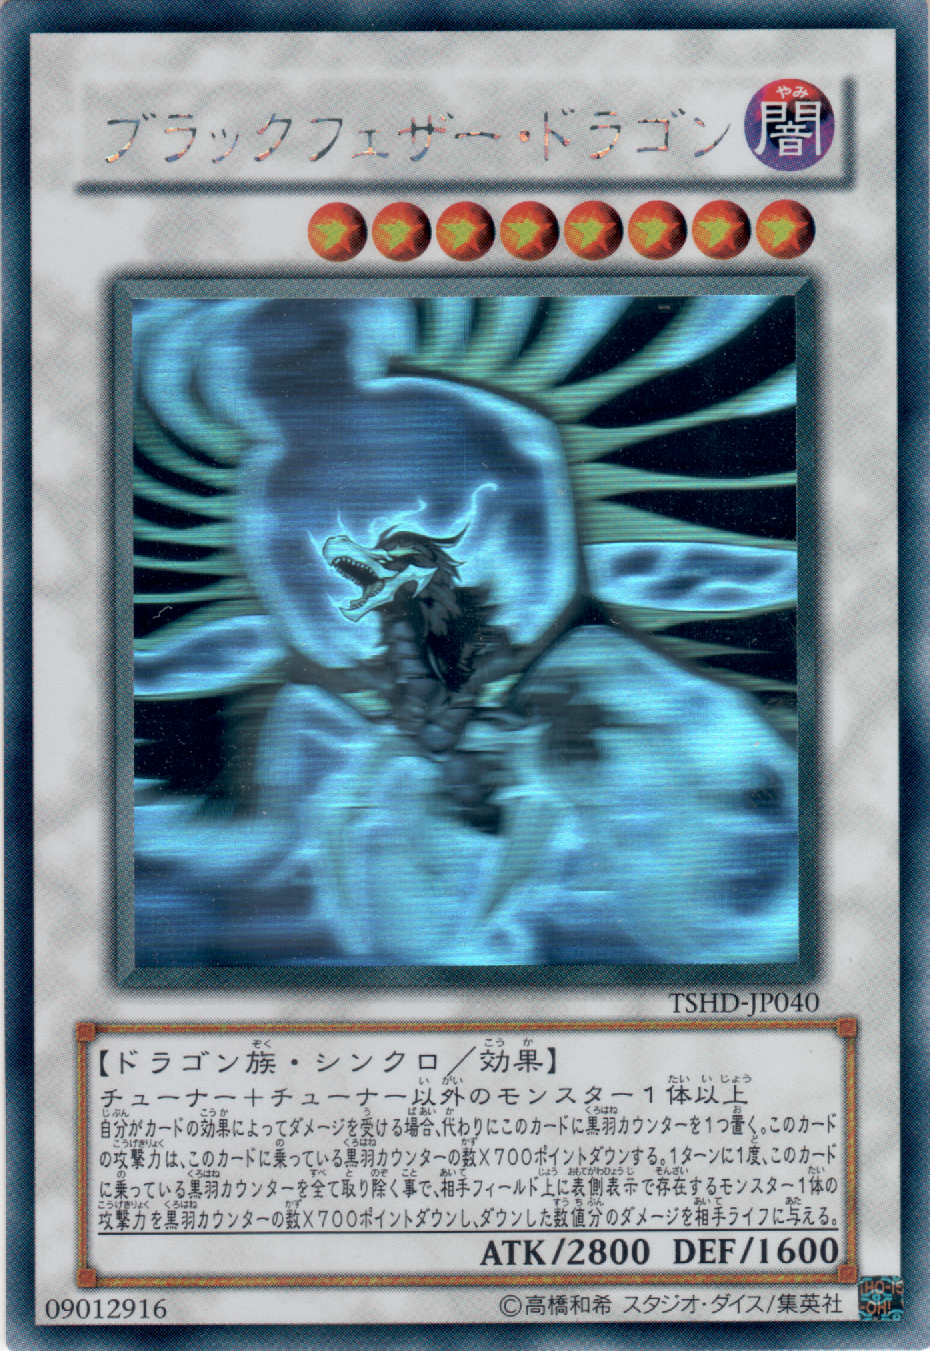 ブラックフェザー・ドラゴン
やみ
闇
TSHD-JP040
【ドラゴン族・シンクロ／効果】
チューナー＋チューナー以外のモンスター１体以上
自分がカードの効果によってダメージを受ける場合、代わりにこのカードに黒羽カウンターを１つ置く。このカード
の攻撃力は、このカードに乗っている黒羽カウンターの数×７００ポイントダウンする。１ターンに１度、このカード
に乗っている黒羽カウンターを全て取り除く事で、相手フィールド上に表側表示で存在するモンスター１体の
攻撃力を黒羽カウンターの数×７００ポイントダウンし、ダウンした数値分のダメージを相手ライフに与える。
ATK/2800 DEF/1600
09012916
©高橋和希 スタジオ・ダイス/集英社